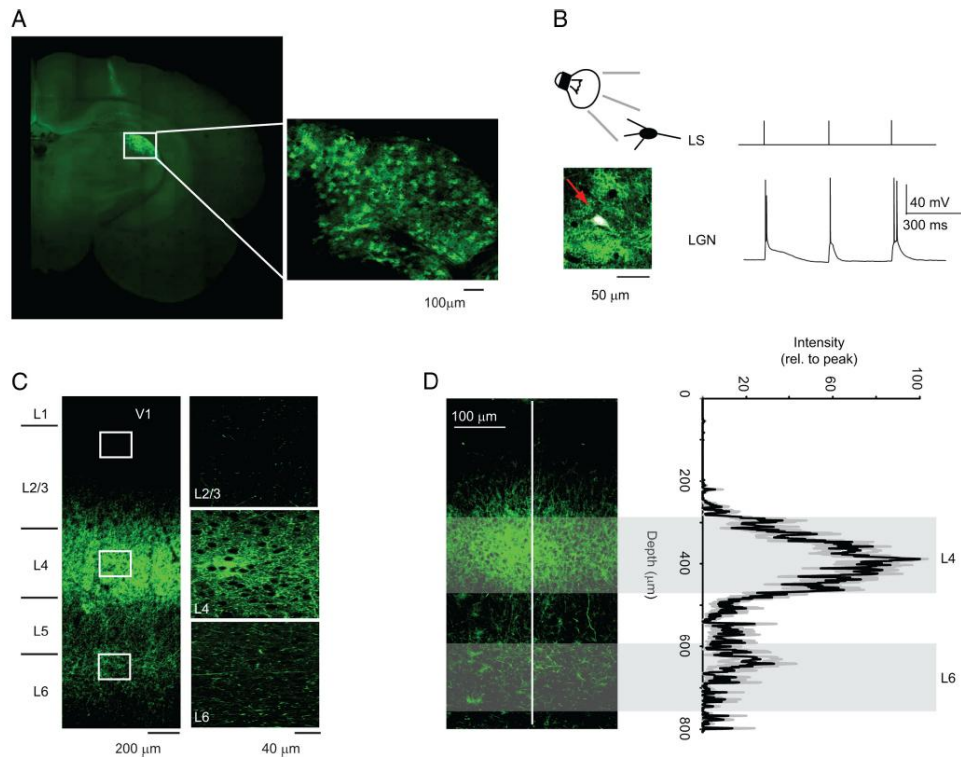 A
100µm
B
LS
LGN
40 mV
300 ms
50 µm
C
L1
L2/3
L4
L5
L6
V1
L2/3
L4
L6
200 µm
40 µm
D
100 µm
Intensity
(rel. to peak)
20
60
100
0
200
400
600
800
Depth (µm)
L4
L6